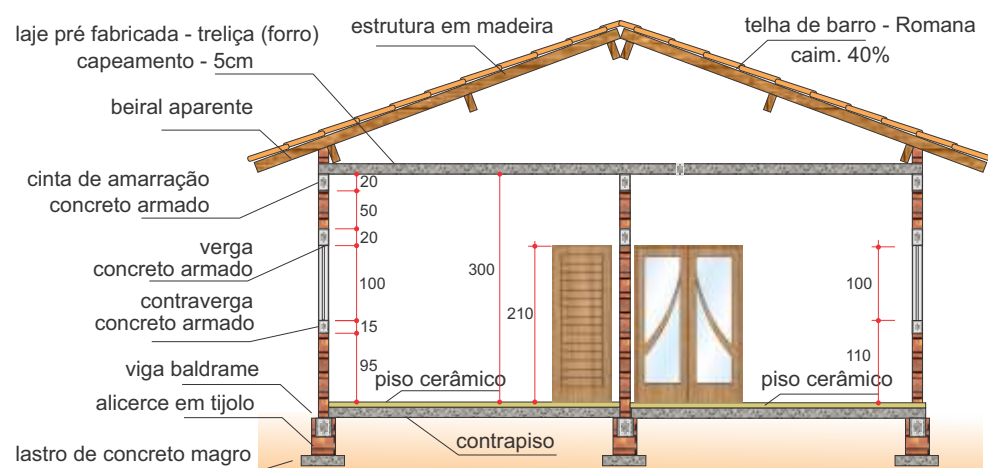 laje pré fabricada - treliça (forro)
capeamento - 5cm
estrutura em madeira
telha de barro - Romana
caim. 40%
beiral aparente
cinta de amarração
concreto armado
verga
concreto armado
contraverga
concreto armado
viga baldrame
alicerce em tijolo
lastro de concreto magro
20
50
20
100
15
95
300
210
100
110
piso cerâmico
piso cerâmico
contrapiso